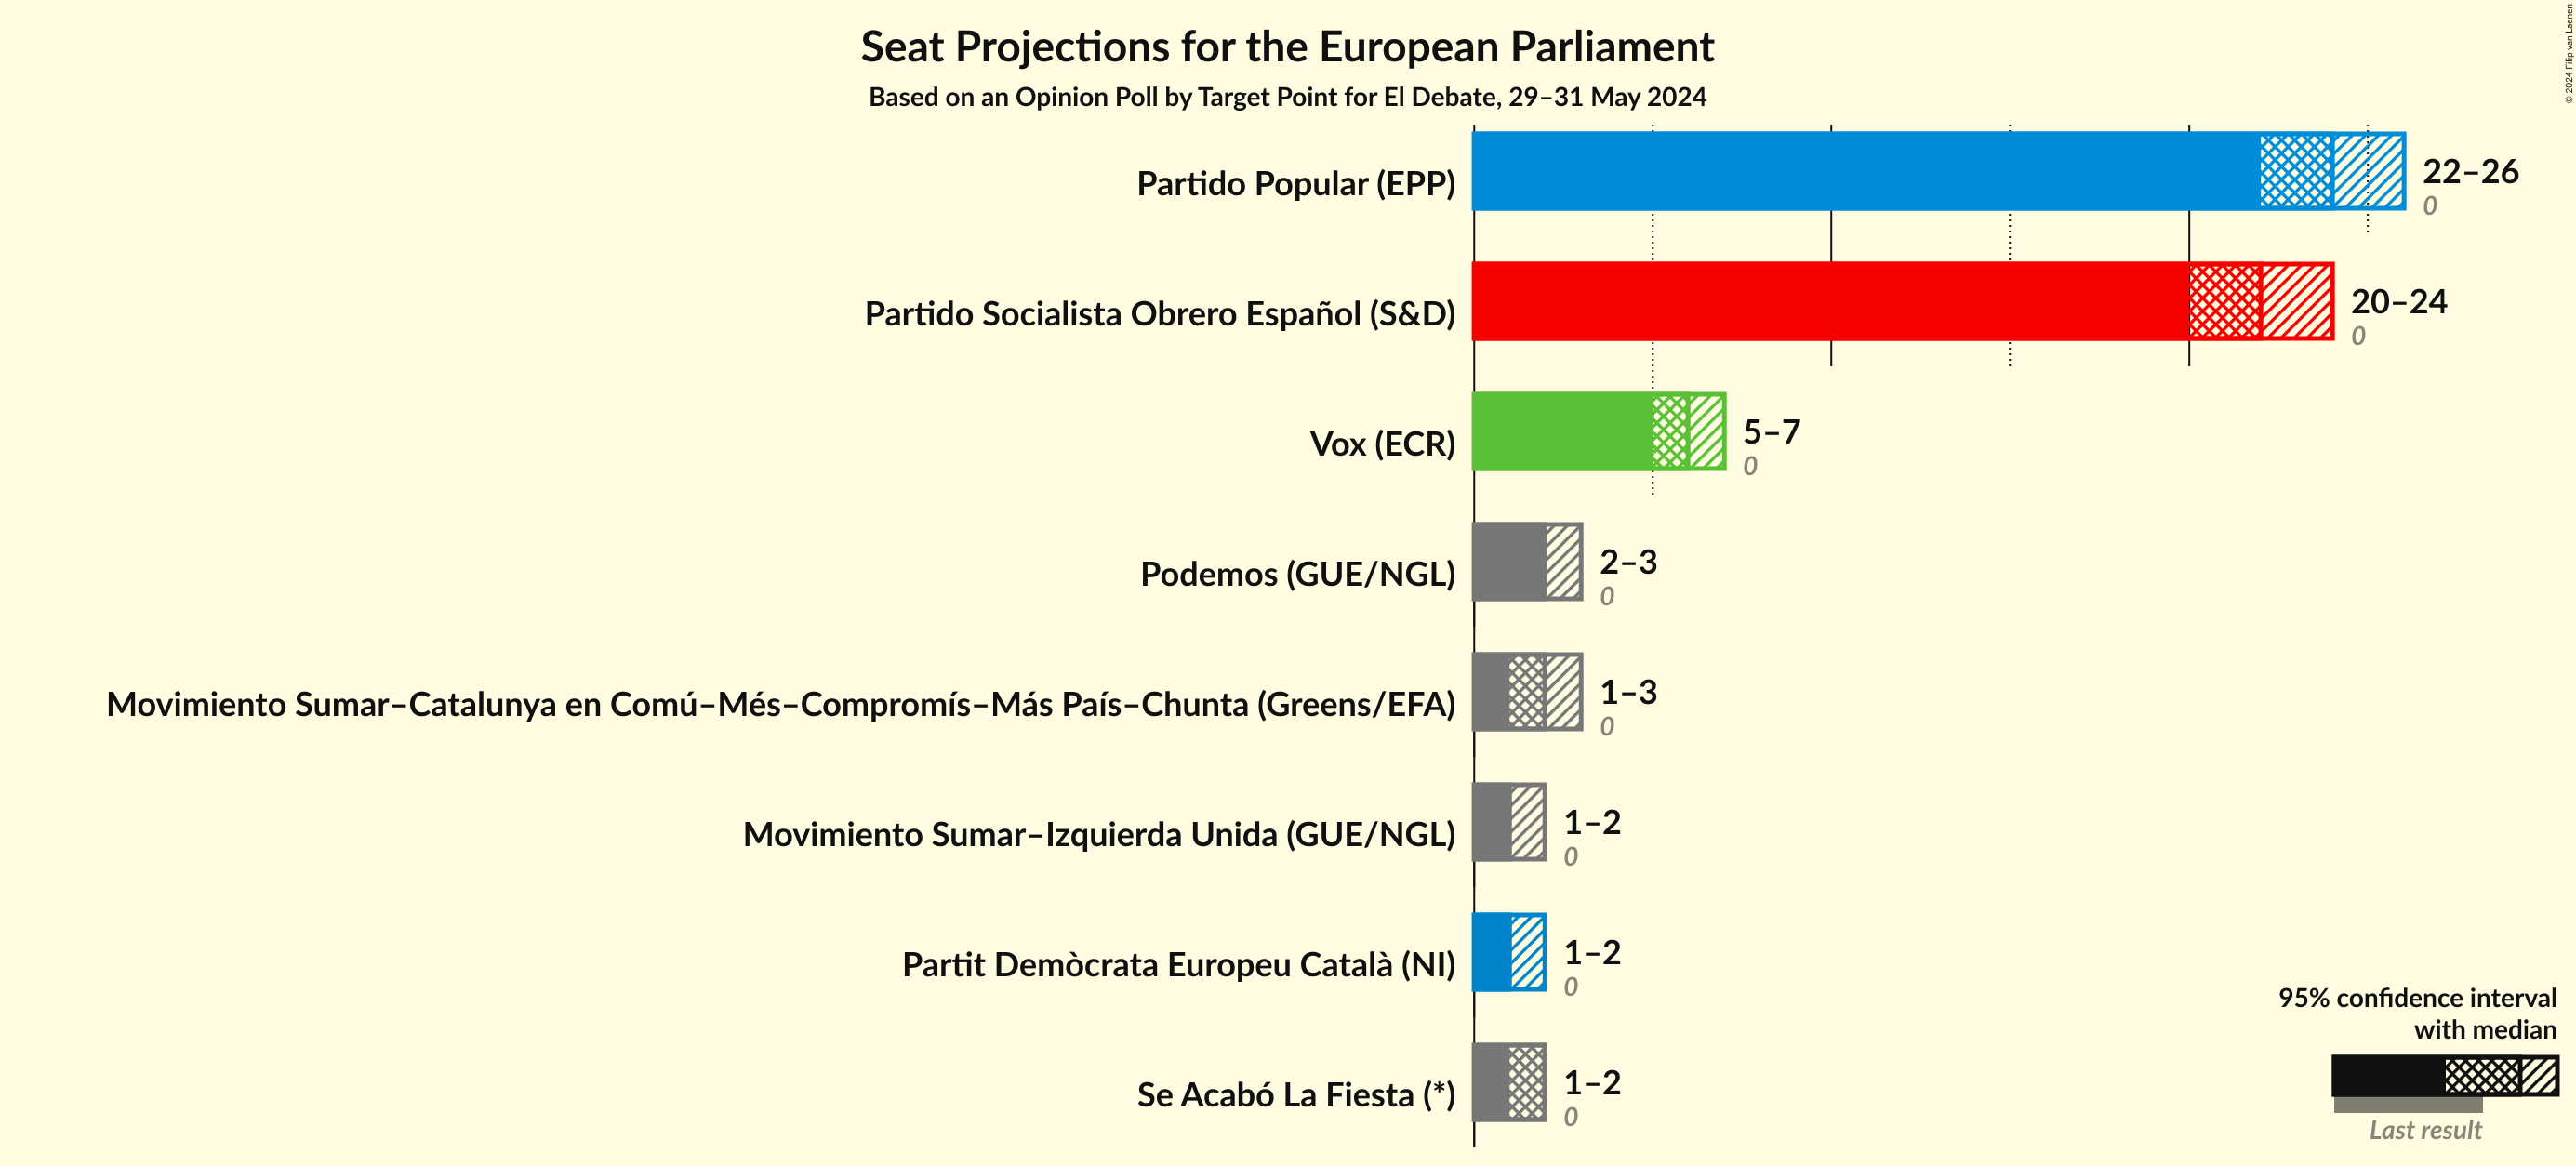 Seat Projections for the European Parliament
Based on an Opinion Poll by Target Point for El Debate, 29–31 May 2024
© 2024 Filip van Laenen
Partido Popular (EPP)
22–26
0
Partido Socialista Obrero Español (S&D)
20–24
0
Vox (ECR)
5–7
0
Podemos (GUE/NGL)
2–3
0
Movimiento Sumar–Catalunya en Comú–Més–Compromís–Más País–Chunta (Greens/EFA)
1–3
0
Movimiento Sumar–Izquierda Unida (GUE/NGL)
1–2
0
Partit Demòcrata Europeu Català (NI)
1–2
0
Se Acabó La Fiesta (*)
1–2
0
95% confidence interval
with median
Last result